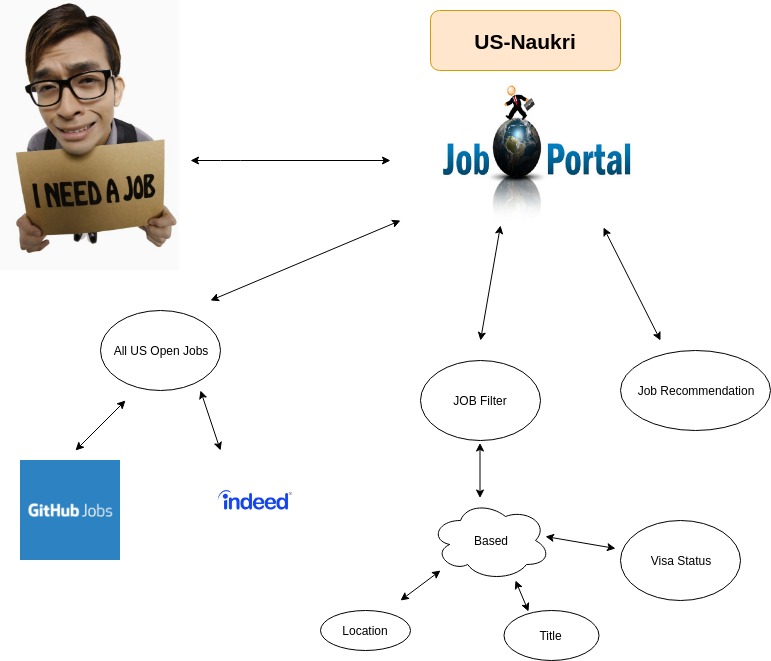 US-Naukri
Job Portal
I NEED A JOB
All US Open Jobs
JOB Filter
Job Recommendation
GitHub Jobs
indeed
Based
Visa Status
Location
Title